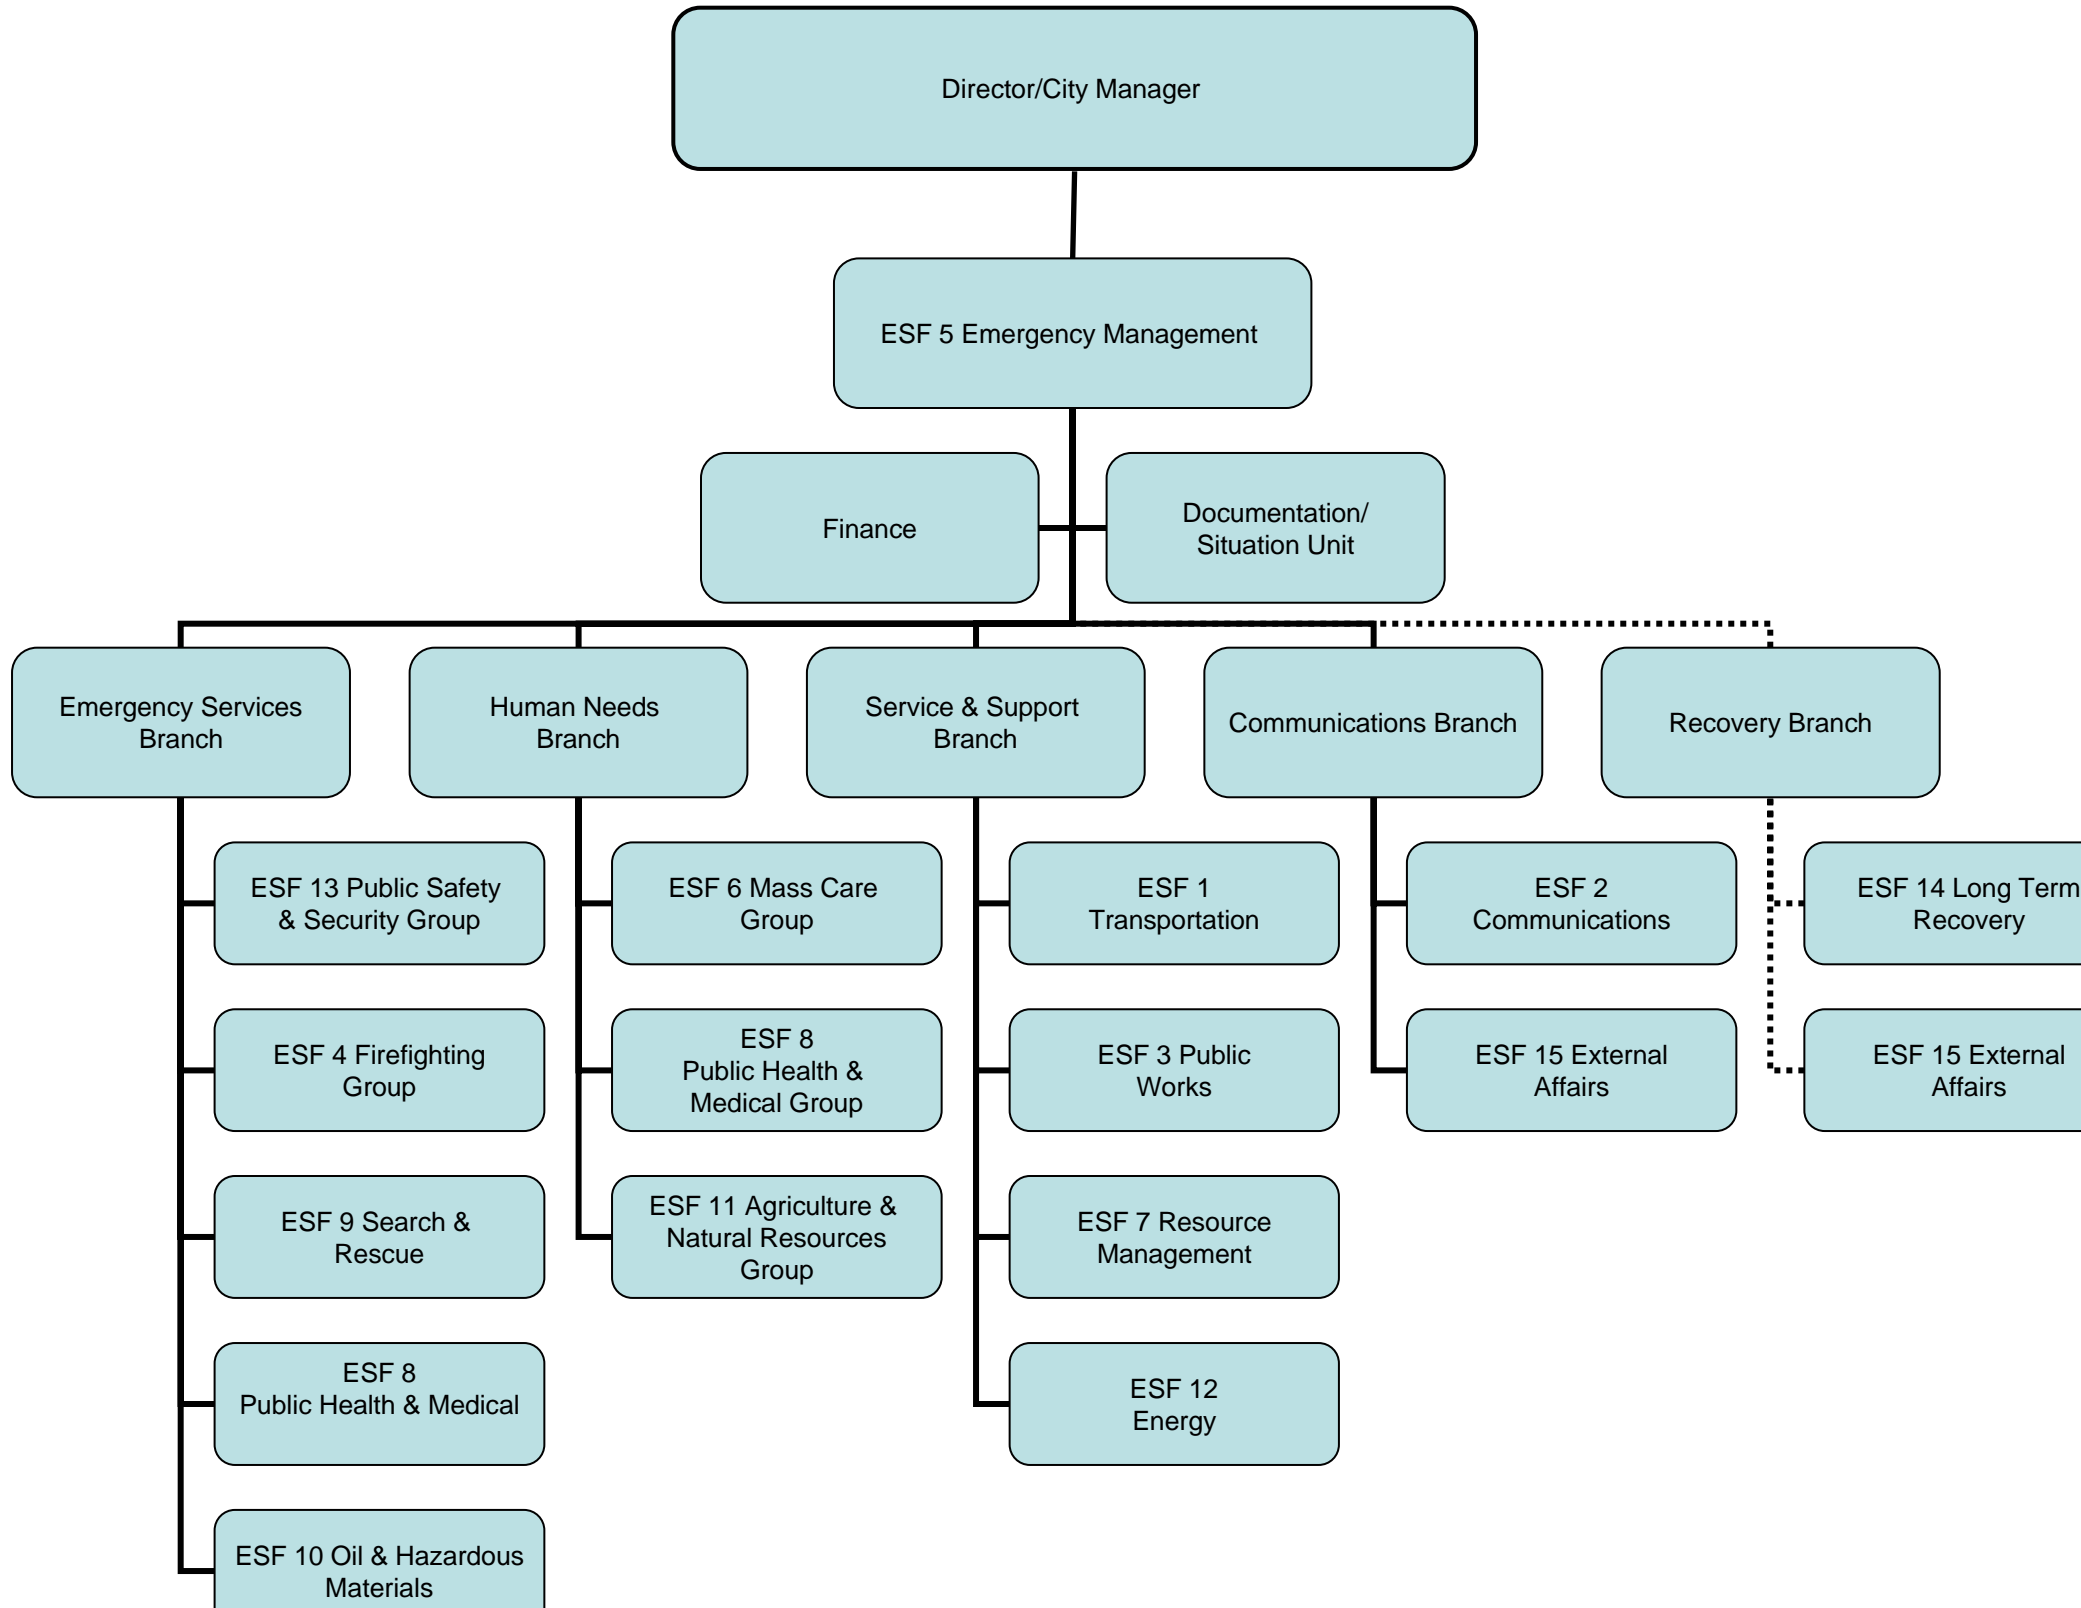 Director/City Manager
ESF 5 Emergency Management
Finance
Documentation/
Situation Unit
Emergency Services
Branch
Human Needs
Branch
Service & Support
Branch
Communications Branch
Recovery Branch
ESF 13 Public Safety
& Security Group
ESF 6 Mass Care
Group
ESF 1
Transportation
ESF 2
Communications
ESF 14 Long Term
Recovery
ESF 4 Firefighting
Group
ESF 8
Public Health &
Medical Group
ESF 3 Public
Works
ESF 15 External
Affairs
ESF 15 External
Affairs
ESF 9 Search &
Rescue
ESF 11 Agriculture &
Natural Resources
Group
ESF 7 Resource
Management
ESF 8
Public Health & Medical
ESF 12
Energy
ESF 10 Oil & Hazardous
Materials